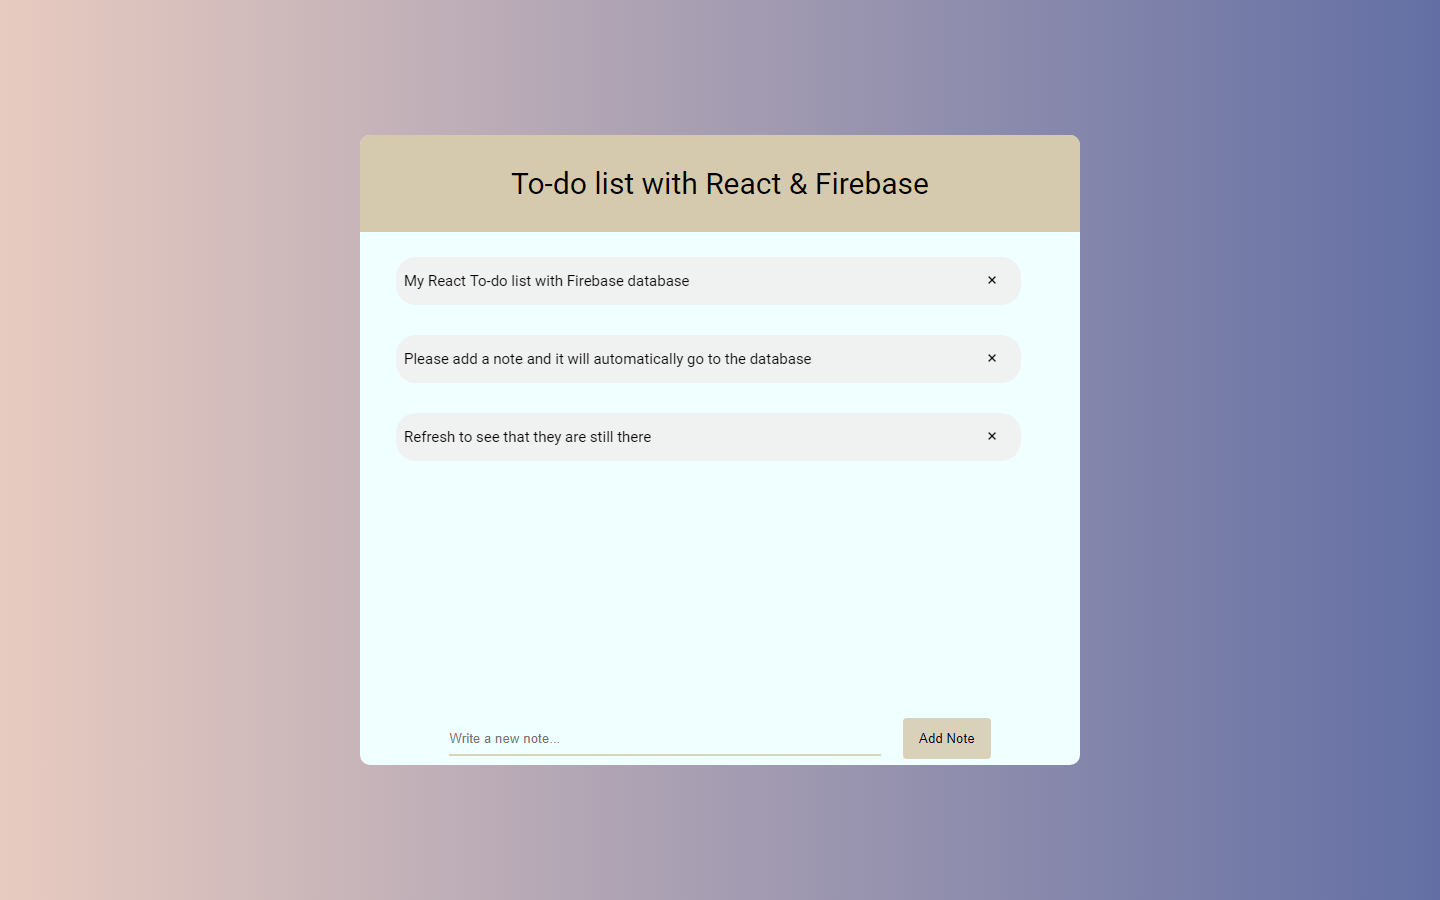 To-do list with React & Firebase
My React To-do list with Firebase database ×
Please add a note and it will automatically go to the database ×
Refresh to see that they are still there ×
Write a new note... Add Note